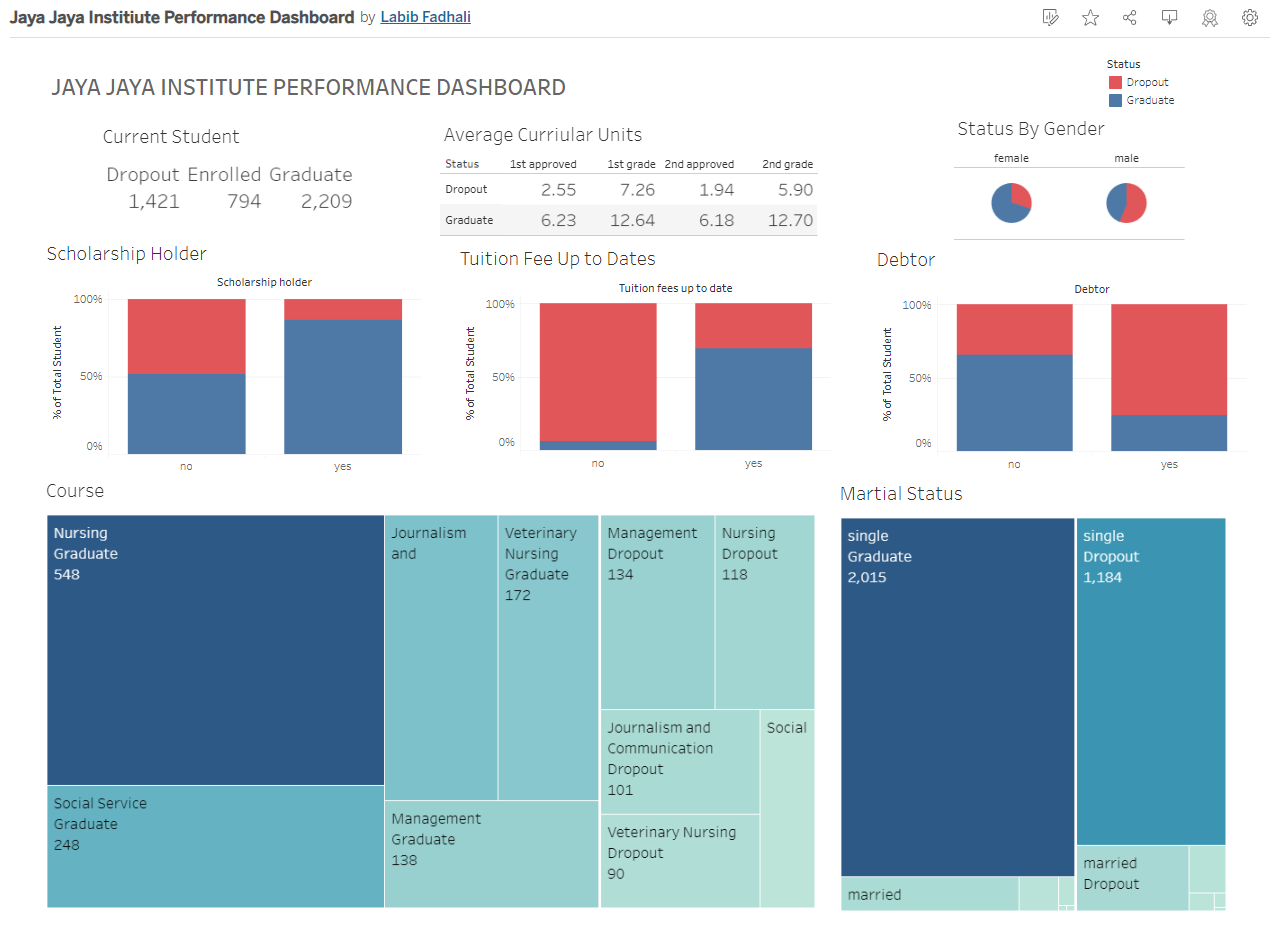 Jaya Jaya Institiute Performance Dashboard by Labib Fadhali
JAYA JAYA INSTITUTE PERFORMANCE DASHBOARD
Status
Dropout
Graduate
Current Student
Dropout Enrolled Graduate
1,421 794 2,209
Average Curriular Units
Status 1st approved 1st grade 2nd approved 2nd grade
Dropout 2.55 7.26 1.94 5.90
Graduate 6.23 12.64 6.18 12.70
Status By Gender
female male
Scholarship Holder
Scholarship holder
% of Total Student
100%
50%
0%
no yes
Tuition Fee Up to Dates
Tuition fees up to date
% of Total Student
100%
50%
0%
no yes
Debtor
Debtor
% of Total Student
100%
50%
0%
no yes
Course
Nursing
Graduate
548
Social Service
Graduate
248
Journalism
and
Veterinary
Nursing
Graduate
172
Management
Graduate
138
Management
Dropout
134
Nursing
Dropout
118
Journalism and
Communication
Dropout
101
Veterinary Nursing
Dropout
90
Social
Martial Status
single
Graduate
2,015
single
Dropout
1,184
married
married
Dropout